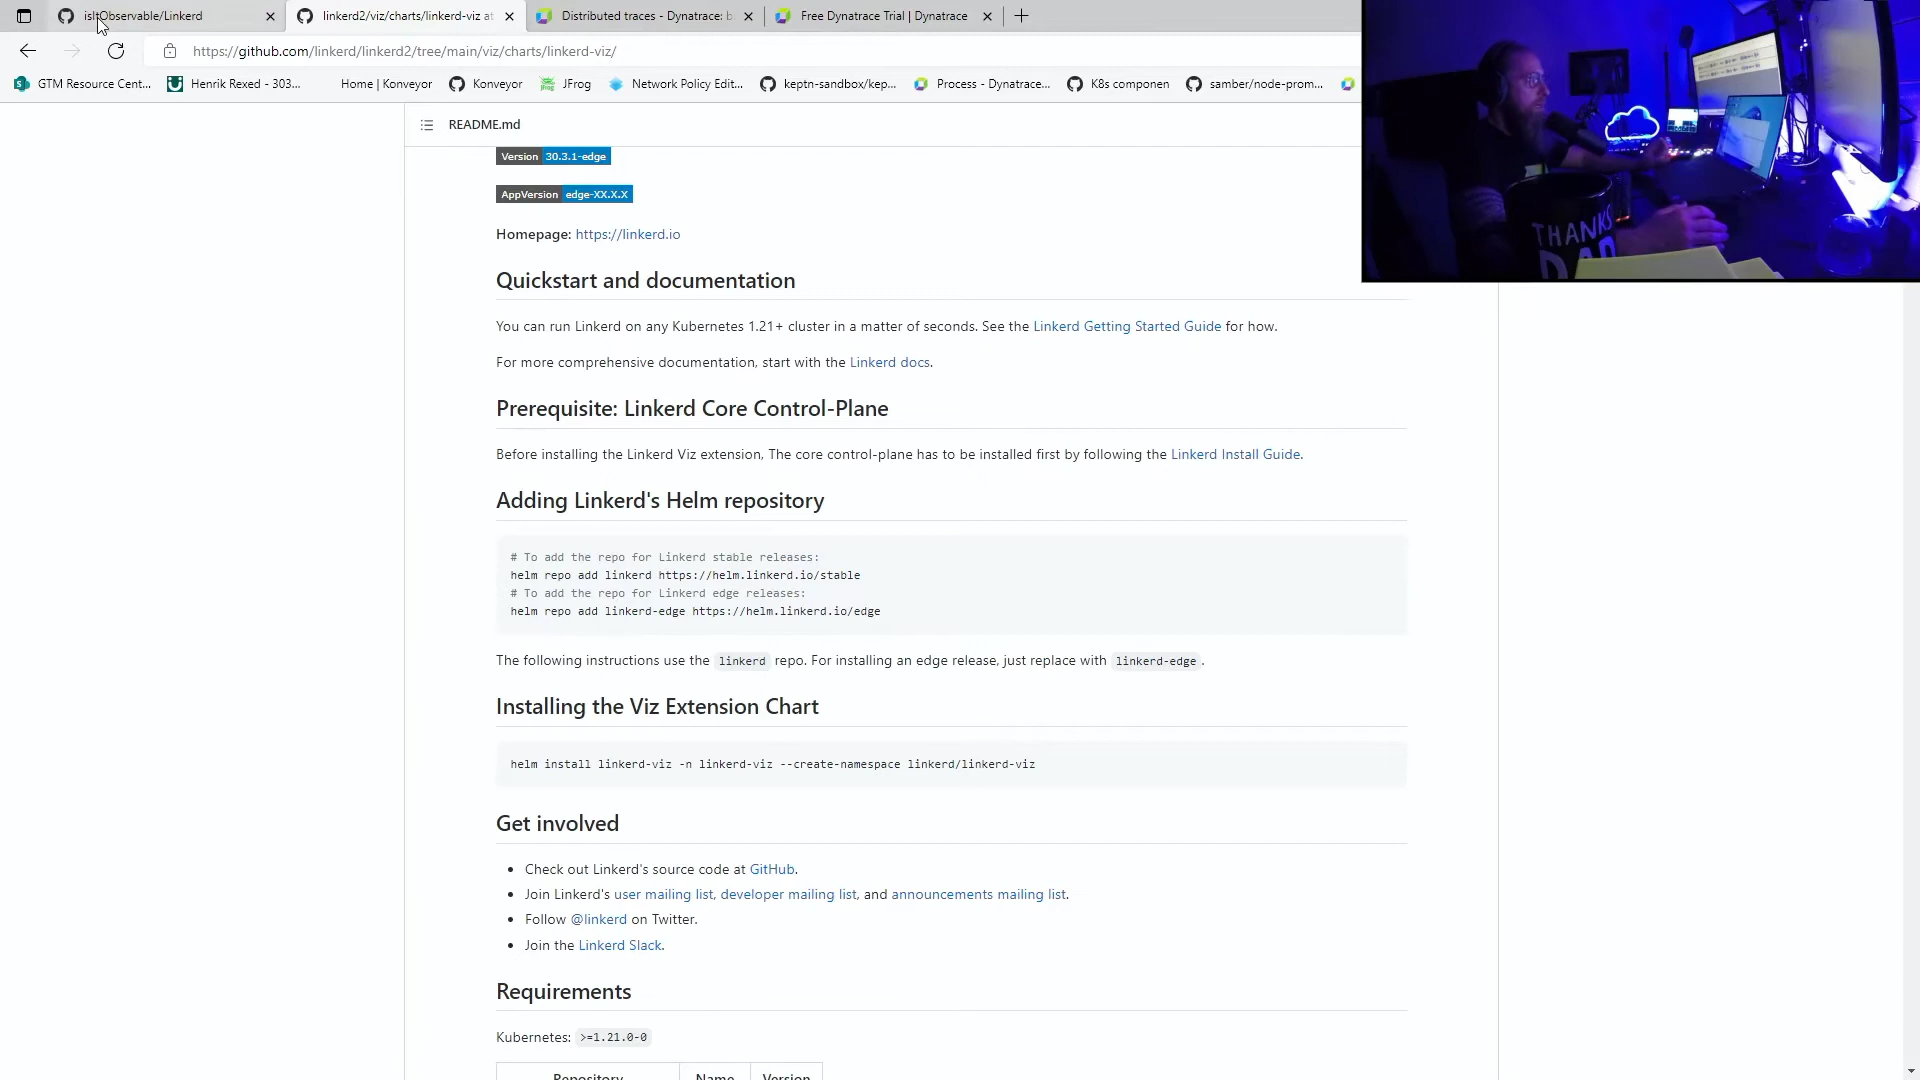 isItObservable/Linkerd
linkerd2/viz/charts/linkerd-viz at
Distributed traces - Dynatrace: b
Free Dynatrace Trial | Dynatrace
https://github.com/linkerd/linkerd2/tree/main/viz/charts/linkerd-viz/
GTM Resource Cent...
Henrik Rexed - 303...
Home | Konveyor
Konveyor
JFrog
Network Policy Edit...
keptn-sandbox/kep...
Process - Dynatrace...
K8s componen
samber/node-prom...
README.md
Version 30.3.1-edge
AppVersion edge-XX.X.X
Homepage: https://linkerd.io
Quickstart and documentation
You can run Linkerd on any Kubernetes 1.21+ cluster in a matter of seconds. See the Linkerd Getting Started Guide for how.
For more comprehensive documentation, start with the Linkerd docs.
Prerequisite: Linkerd Core Control-Plane
Before installing the Linkerd Viz extension, The core control-plane has to be installed first by following the Linkerd Install Guide.
Adding Linkerd's Helm repository
# To add the repo for Linkerd stable releases:
helm repo add linkerd https://helm.linkerd.io/stable
# To add the repo for Linkerd edge releases:
helm repo add linkerd-edge https://helm.linkerd.io/edge
The following instructions use the linkerd repo. For installing an edge release, just replace with linkerd-edge .
Installing the Viz Extension Chart
helm install linkerd-viz -n linkerd-viz --create-namespace linkerd/linkerd-viz
Get involved
• Check out Linkerd's source code at GitHub.
• Join Linkerd's user mailing list, developer mailing list, and announcements mailing list.
• Follow @linkerd on Twitter.
• Join the Linkerd Slack.
Requirements
Kubernetes: >=1.21.0-0
Repository Name Version
THANKS
DAD